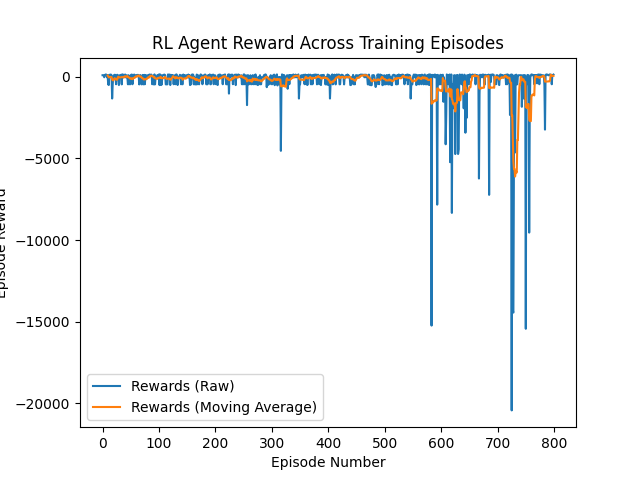 RL Agent Reward Across Training Episodes
0
−5000
−10000
−15000
−20000
Episode Reward
Rewards (Raw)
Rewards (Moving Average)
0 100 200 300 400 500 600 700 800
Episode Number